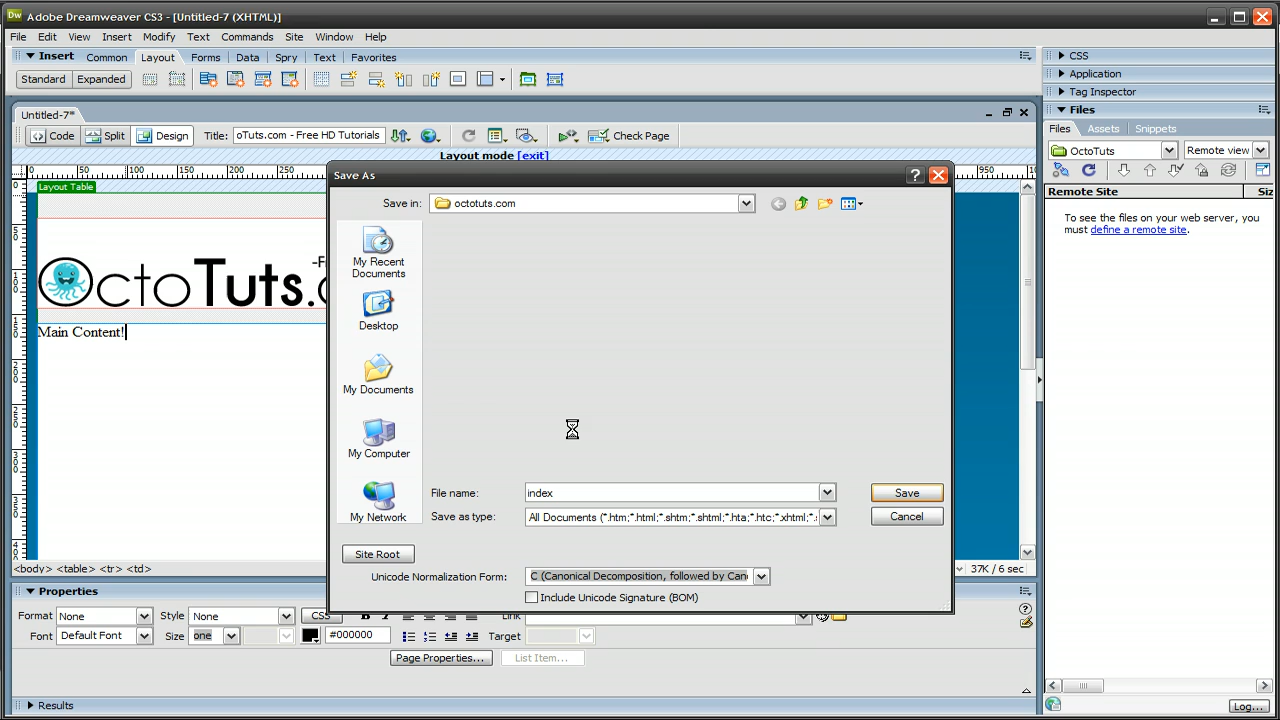 Dw Adobe Dreamweaver CS3 - [Untitled-7 (XHTML)]
File Edit View Insert Modify Text Commands Site Window Help
Insert Common Layout Forms Data Spry Text Favorites
Standard Expanded
Untitled-7*
Code Split Design Title: oTuts.com - Free HD Tutorials Check Page
Layout mode [exit]
0 100 200 950
Layout Table
-F
OctoTuts.
Main Content!
Save As
Save in: octotuts.com
My Recent
Documents
Desktop
My Documents
My Computer
My Network
File name: index Save
Save as type: All Documents (*.htm;*.html;*.shtm;*.shtml;*.hta;*.htc;*.xhtml;*. Cancel
Site Root
Unicode Normalization Form: C (Canonical Decomposition, followed by Can
Include Unicode Signature (BOM)
<body> <table> <tr> <td> 37K / 6 sec
Properties
Format None Style None CSS B I Link
Font Default Font Size one #000000 Target
Page Properties... List Item...
Results
CSS
Application
Tag Inspector
Files
Files Assets Snippets
OctoTuts Remote view
Remote Site Siz
To see the files on your web server, you
must define a remote site.
Log...